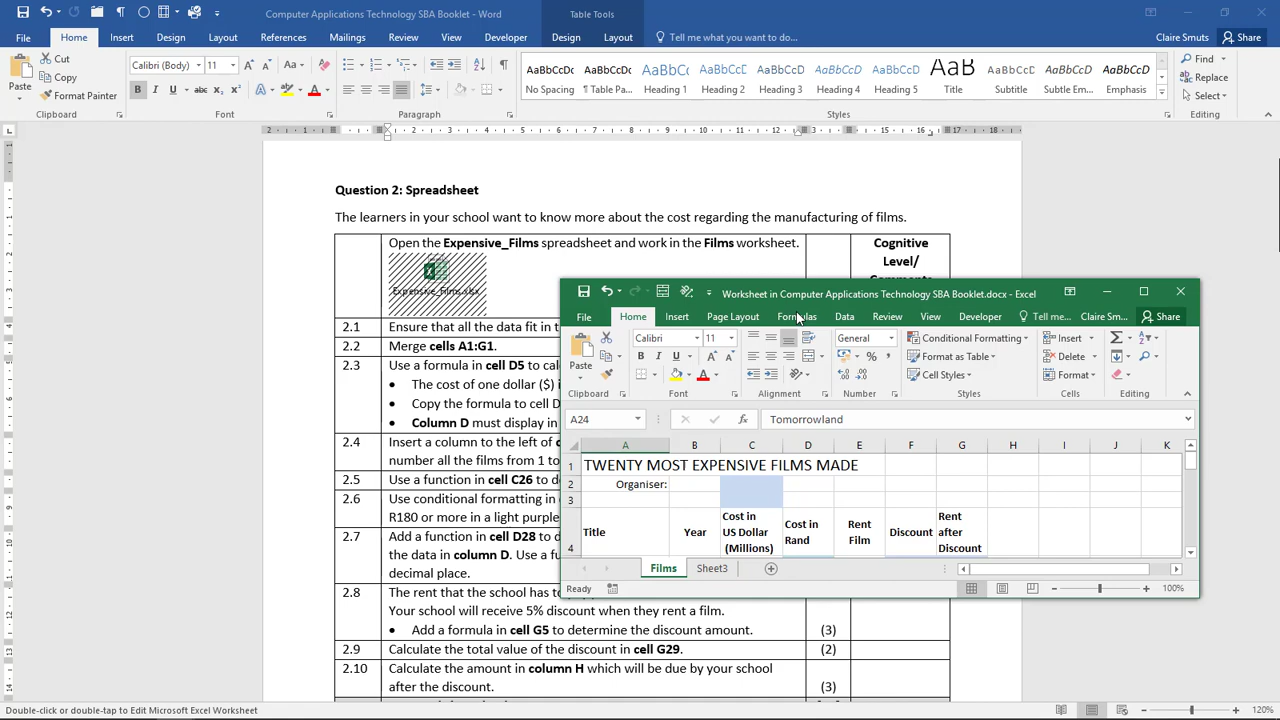 Computer Applications Technology SBA Booklet - Word
Table Tools
File
Home
Insert
Design
Layout
References
Mailings
Review
View
Developer
Design
Layout
Tell me what you want to do...
Claire Smuts
Share
Paste
Cut
Copy
Format Painter
Clipboard
Calibri (Body)
11
Font
Paragraph
AaBbCcDc
No Spacing
AaBbCcDc
¶ Table Pa...
AaBbCc
Heading 1
AaBbCcD
Heading 2
AaBbCcD
Heading 3
AaBbCcD
Heading 4
AaBbCcD
Heading 5
AaB
Title
AaBbCcD
Subtitle
AaBbCcDc
Subtle Em...
AaBbCcDc
Emphasis
Styles
Find
Replace
Select
Editing
Question 2: Spreadsheet
The learners in your school want to know more about the cost regarding the manufacturing of films.
Open the Expensive_Films spreadsheet and work in the Films worksheet.
Expensive_Films.xlsx
Cognitive
Level/
2.1 Ensure that all the data fit in t
2.2 Merge cells A1:G1.
2.3 Use a formula in cell D5 to cal
• The cost of one dollar ($) i
• Copy the formula to cell D
• Column D must display in
2.4 Insert a column to the left of
number all the films from 1 to
2.5 Use a function in cell C26 to d
2.6 Use conditional formatting in
R180 or more in a light purple
2.7 Add a function in cell D28 to d
the data in column D. Use a fu
decimal place.
2.8 The rent that the school has to
Your school will receive 5% discount when they rent a film.
• Add a formula in cell G5 to determine the discount amount. (3)
2.9 Calculate the total value of the discount in cell G29. (2)
2.10 Calculate the amount in column H which will be due by your school
after the discount. (3)
Worksheet in Computer Applications Technology SBA Booklet.docx - Excel
File
Home
Insert
Page Layout
Formulas
Data
Review
View
Developer
Tell me...
Claire Smu...
Share
Paste
Clipboard
Calibri
11
Font
Alignment
General
Number
Conditional Formatting
Format as Table
Cell Styles
Styles
Insert
Delete
Format
Cells
Editing
A24
Tomorrowland
A B C D E F G H I J K
1 TWENTY MOST EXPENSIVE FILMS MADE
2 Organiser:
3
4 Title
Year
Cost in
US Dollar
(Millions)
Cost in
Rand
Rent
Film
Discount
Rent
after
Discount
Films
Sheet3
Ready
100%
Double-click or double-tap to Edit Microsoft Excel Worksheet
120%